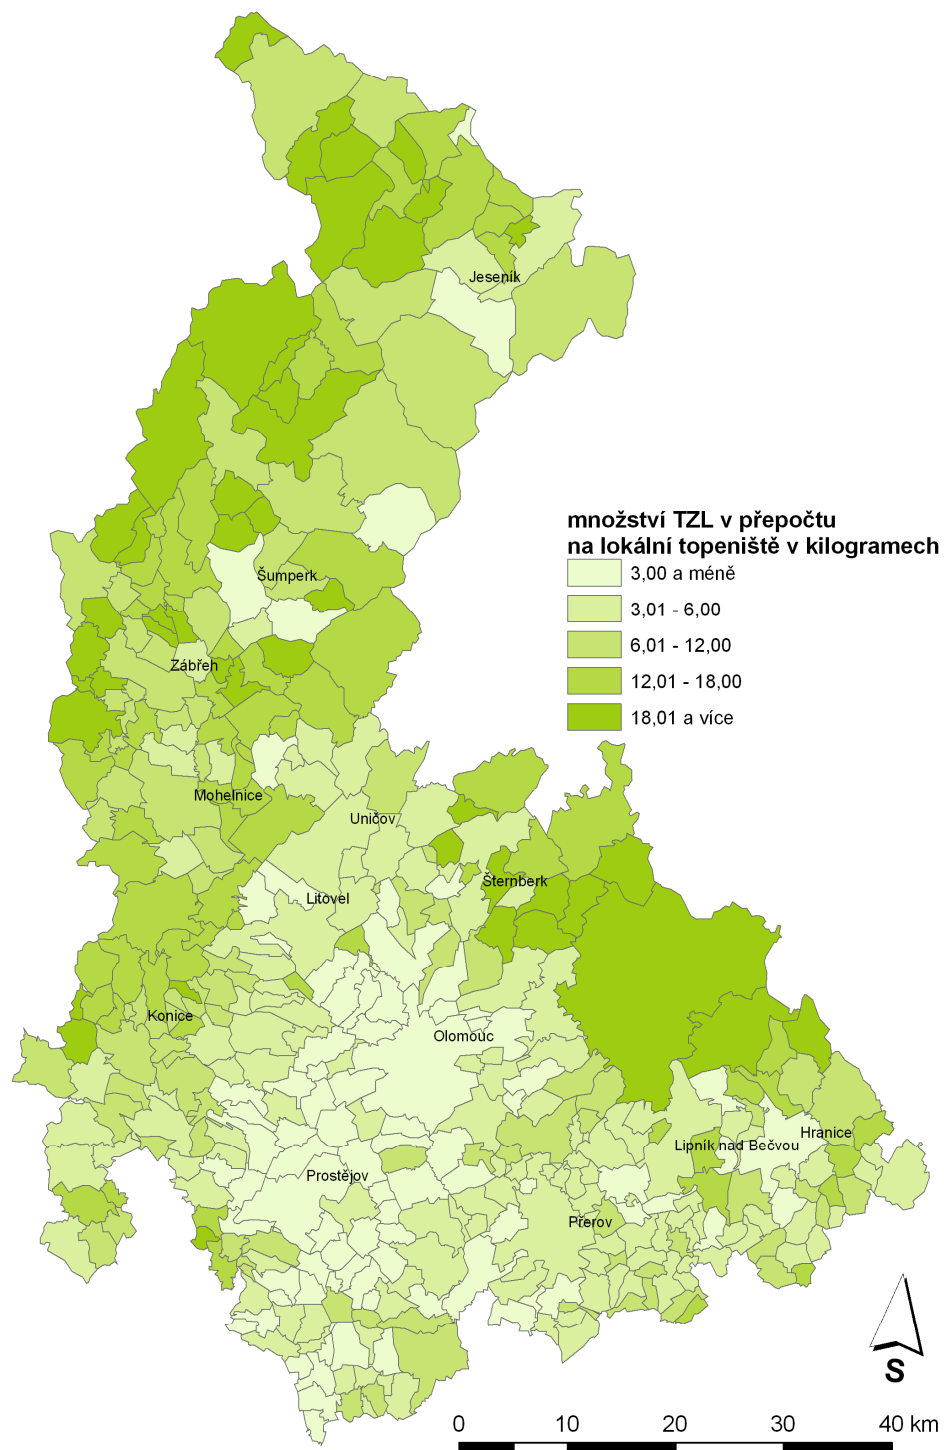 Jeseník
množství TZL v přepočtu
na lokální topeniště v kilogramech
3,00 a méně
3,01 - 6,00
6,01 - 12,00
12,01 - 18,00
18,01 a více
Šumperk
Zábřeh
Mohelnice
Uničov
Šternberk
Litovel
Konice
Olomouc
Hranice
Lipník nad Bečvou
Prostějov
Přerov
S
0 10 20 30 40 km